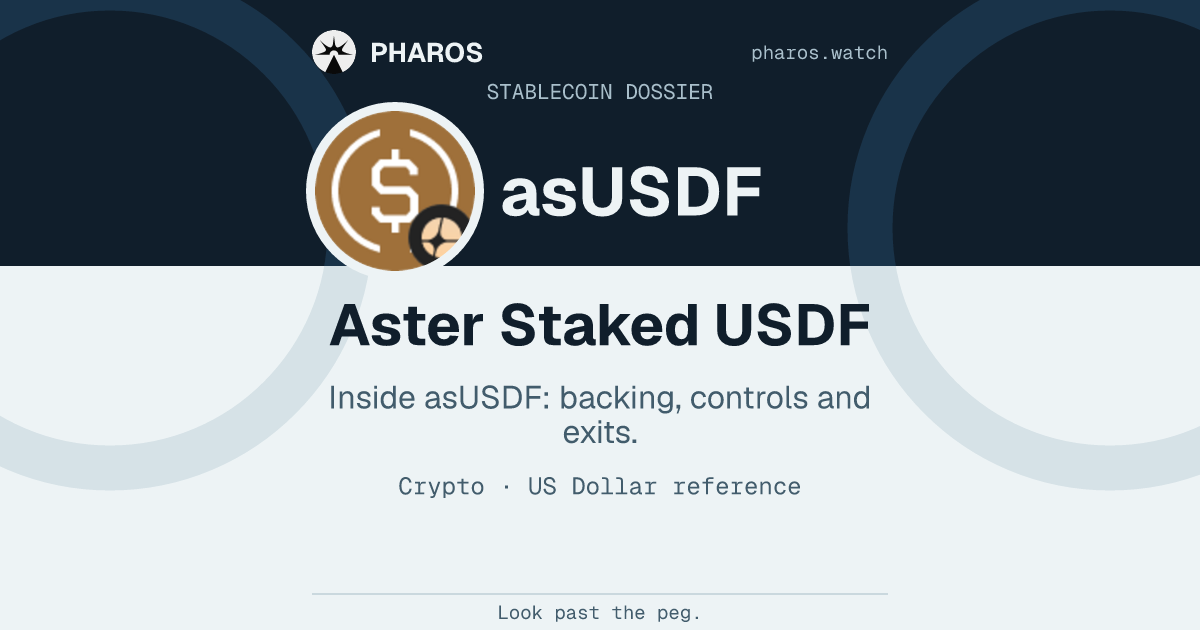 PHAROS
pharos.watch
STABLECOIN DOSSIER
$
asUSDF
Aster Staked USDF
Inside asUSDF: backing, controls and
exits.
Crypto · US Dollar reference
Look past the peg.